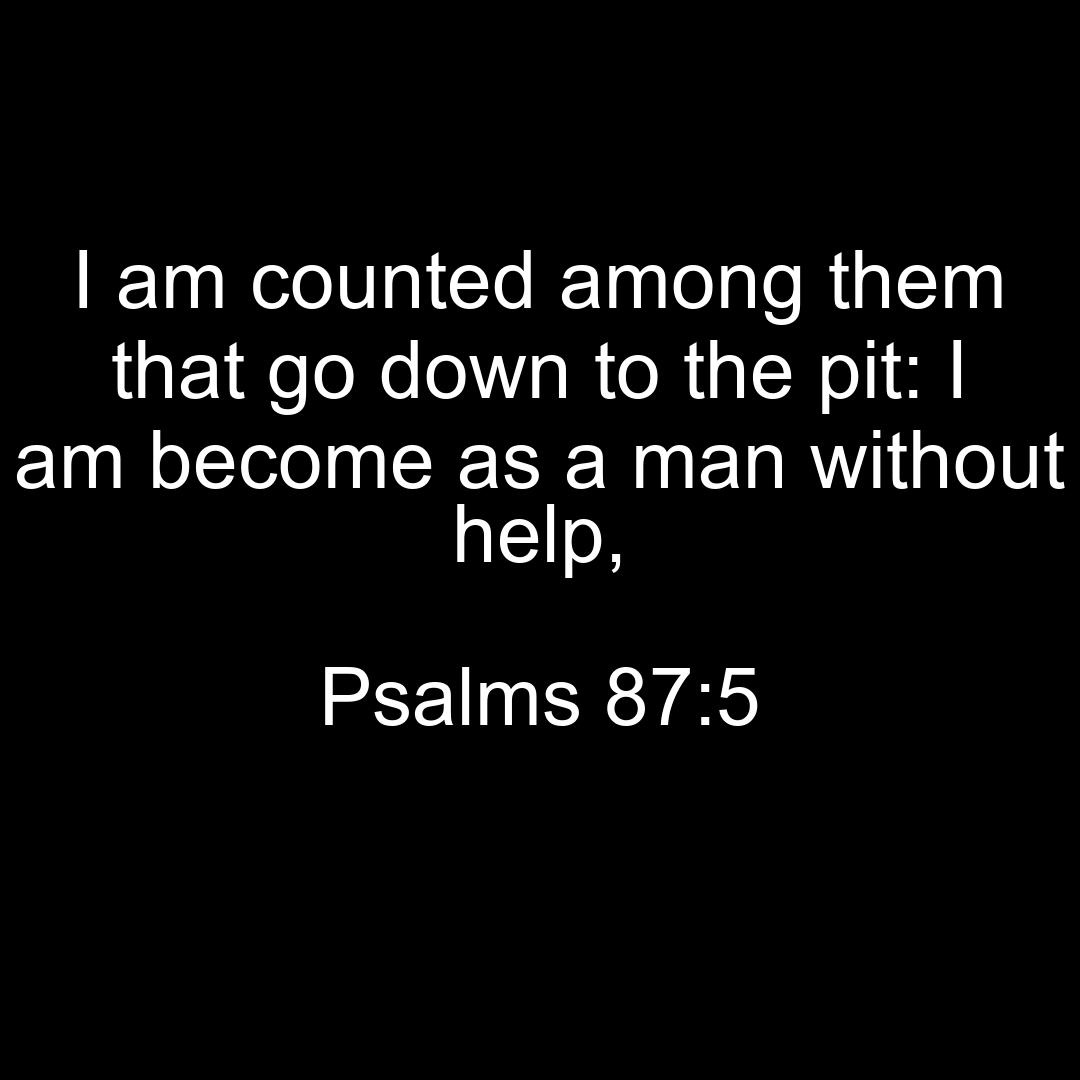 I am counted among them
that go down to the pit: I
am become as a man without
help,
Psalms 87:5